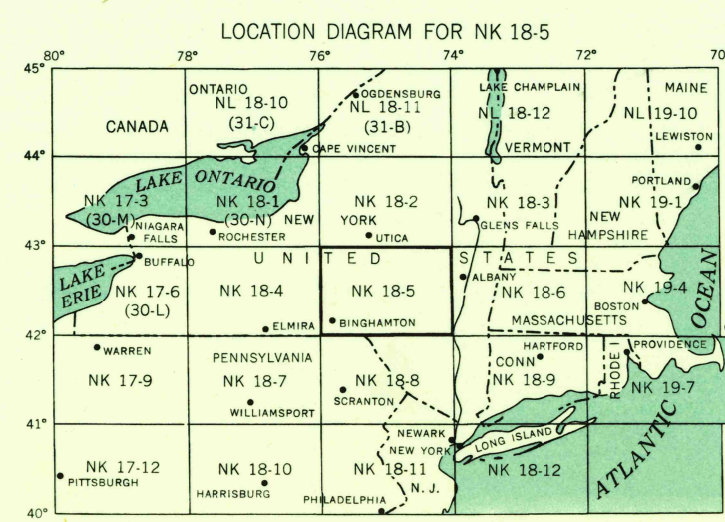 LOCATION DIAGRAM FOR NK 18-5
80° 78° 76° 74° 72° 70
45°
ONTARIO
NL 18-10
(31-C)
CANADA
OGDENSBURG
NL 18-11
(31-B)
LAKE CHAMPLAIN
NL 18-12
MAINE
NL 19-10
LEWISTON
CAPE VINCENT
VERMONT
44°
LAKE ONTARIO
NK 17-3
(30-M)
NIAGARA
FALLS
NK 18-1
(30-N)
NEW
ROCHESTER
NK 18-2
YORK
UTICA
NK 18-3
GLENS FALLS
NEW
HAMPSHIRE
PORTLAND
NK 19-1
43°
BUFFALO
UNITED STATES
LAKE
ERIE
NK 17-6
(30-L)
NK 18-4
ELMIRA
NK 18-5
BINGHAMTON
ALBANY
NK 18-6
MASSACHUSETTS
NK 19-4
BOSTON
OCEAN
42°
WARREN
NK 17-9
PENNSYLVANIA
NK 18-7
WILLIAMSPORT
NK 18-8
SCRANTON
HARTFORD
CONN
NK 18-9
RHODE I
PROVIDENCE
NK 19-7
41°
NEWARK
NEW YORK
LONG ISLAND
ATLANTIC
NK 17-12
PITTSBURGH
NK 18-10
HARRISBURG
NK 18-11
N. J.
PHILADELPHIA
NK 18-12
40°